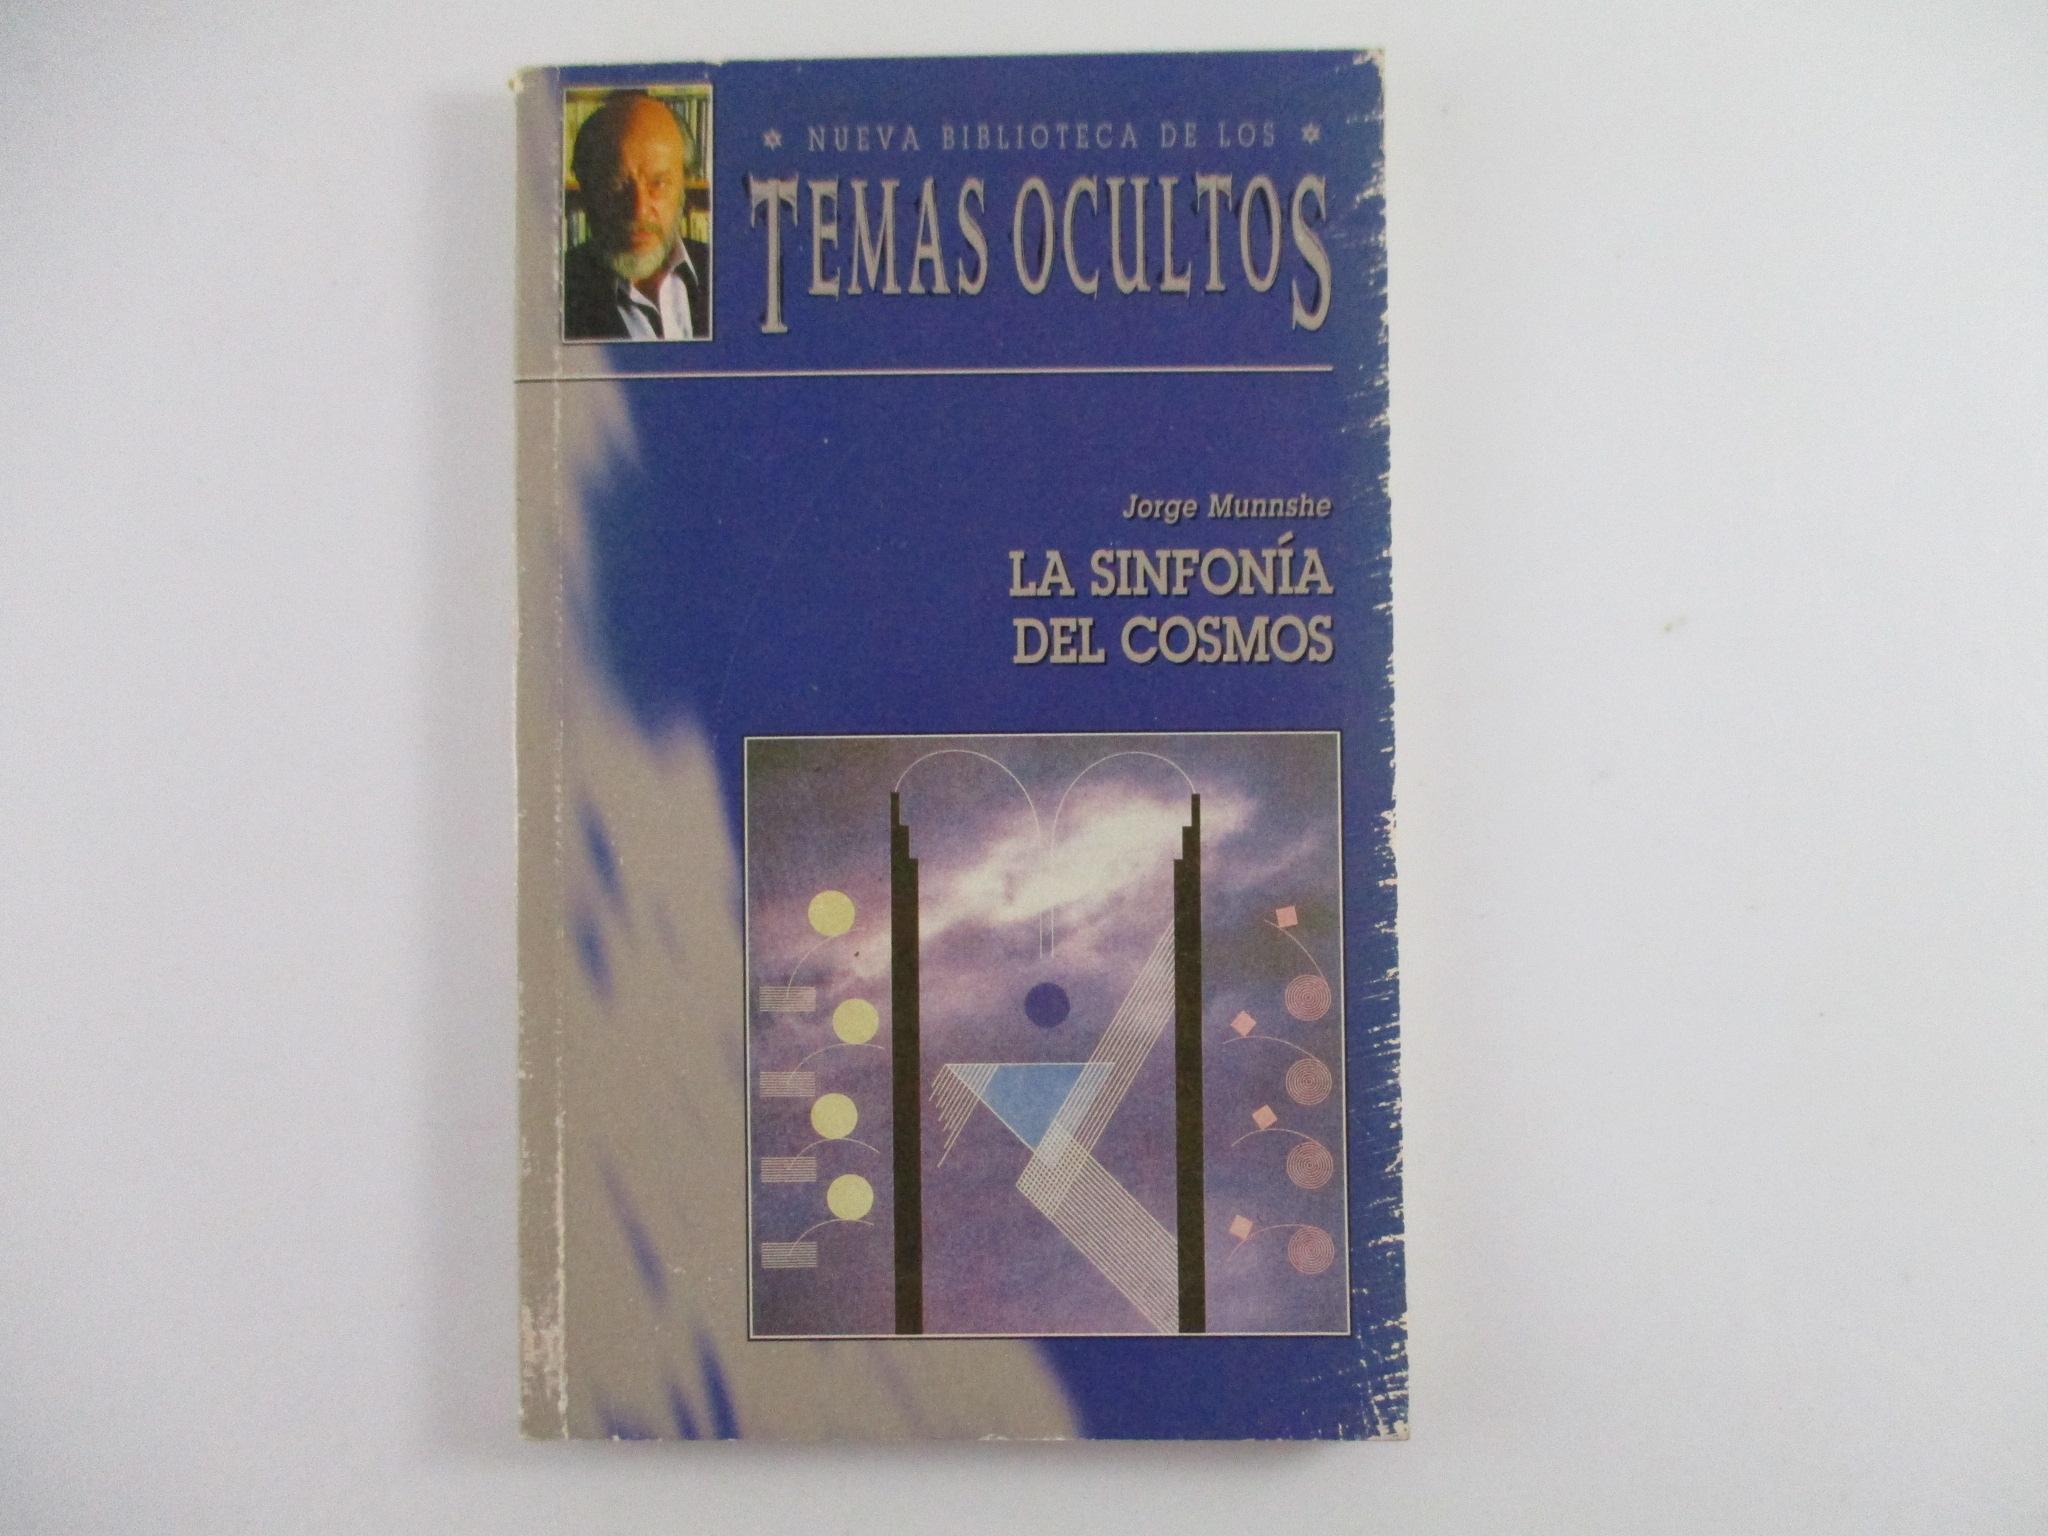 NUEVA BIBLIOTECA DE LOS
TEMAS OCULTOS
Jorge Munnshe
LA SINFONÍA
DEL COSMOS